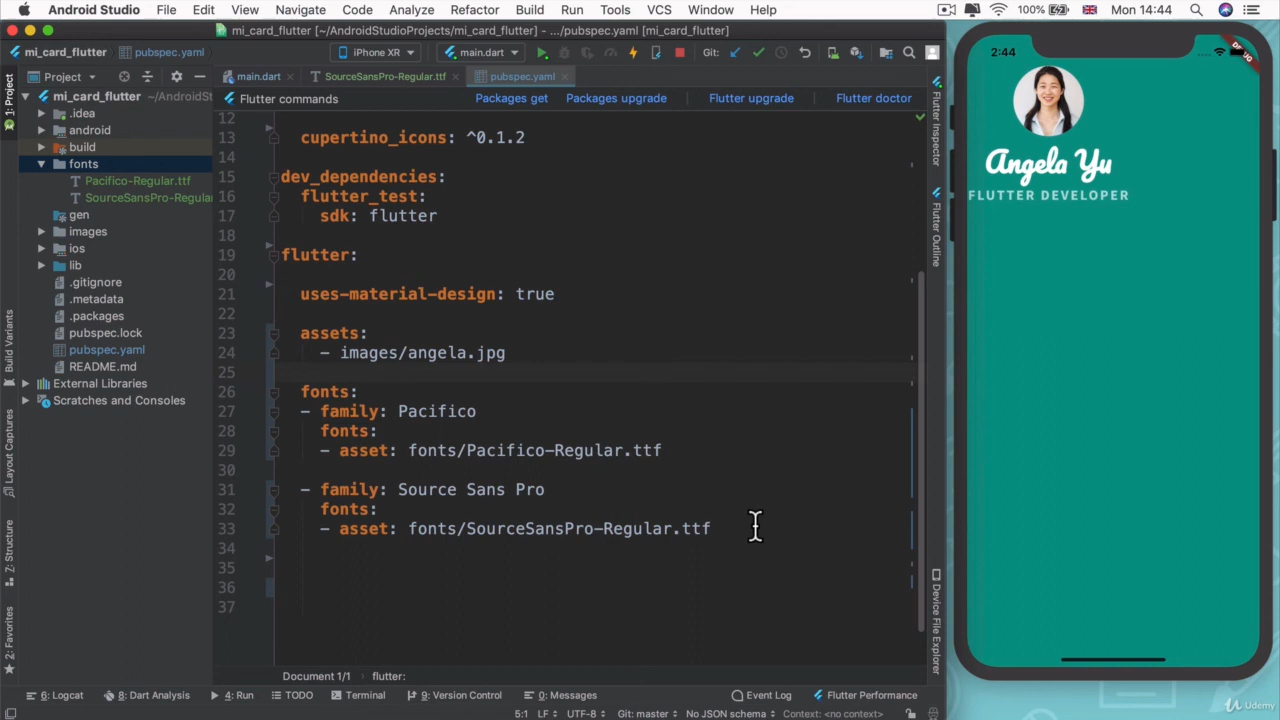 Android Studio File Edit View Navigate Code Analyze Refactor Build Run Tools VCS Window Help 100% Mon 14:44
mi_card_flutter [~/AndroidStudioProjects/mi_card_flutter] - .../pubspec.yaml [mi_card_flutter]
mi_card_flutter pubspec.yaml iPhone XR main.dart Git:
Project main.dart SourceSansPro-Regular.ttf pubspec.yaml
Flutter commands Packages get Packages upgrade Flutter upgrade Flutter doctor
1: Project
Build Variants
Layout Captures
Z: Structure
2: Favorites
mi_card_flutter ~/AndroidSt
.idea
android
build
fonts
Pacifico-Regular.ttf
SourceSansPro-Regular
gen
images
ios
lib
.gitignore
.metadata
.packages
pubspec.lock
pubspec.yaml
README.md
External Libraries
Scratches and Consoles
12
13 cupertino_icons: ^0.1.2
14
15 dev_dependencies:
16 flutter_test:
17 sdk: flutter
18
19 flutter:
20
21 uses-material-design: true
22
23 assets:
24 - images/angela.jpg
25
26 fonts:
27 - family: Pacifico
28 fonts:
29 - asset: fonts/Pacifico-Regular.ttf
30
31 - family: Source Sans Pro
32 fonts:
33 - asset: fonts/SourceSansPro-Regular.ttf
34
35
36
37
Document 1/1 flutter:
Flutter Inspector
Flutter Outline
Device File Explorer
6: Logcat 8: Dart Analysis 4: Run TODO Terminal 9: Version Control 0: Messages Event Log Flutter Performance
5:1 LF UTF-8 Git: master No JSON schema Context: <no context>
2:44
DEBUG
Angela Yu
FLUTTER DEVELOPER
Udemy